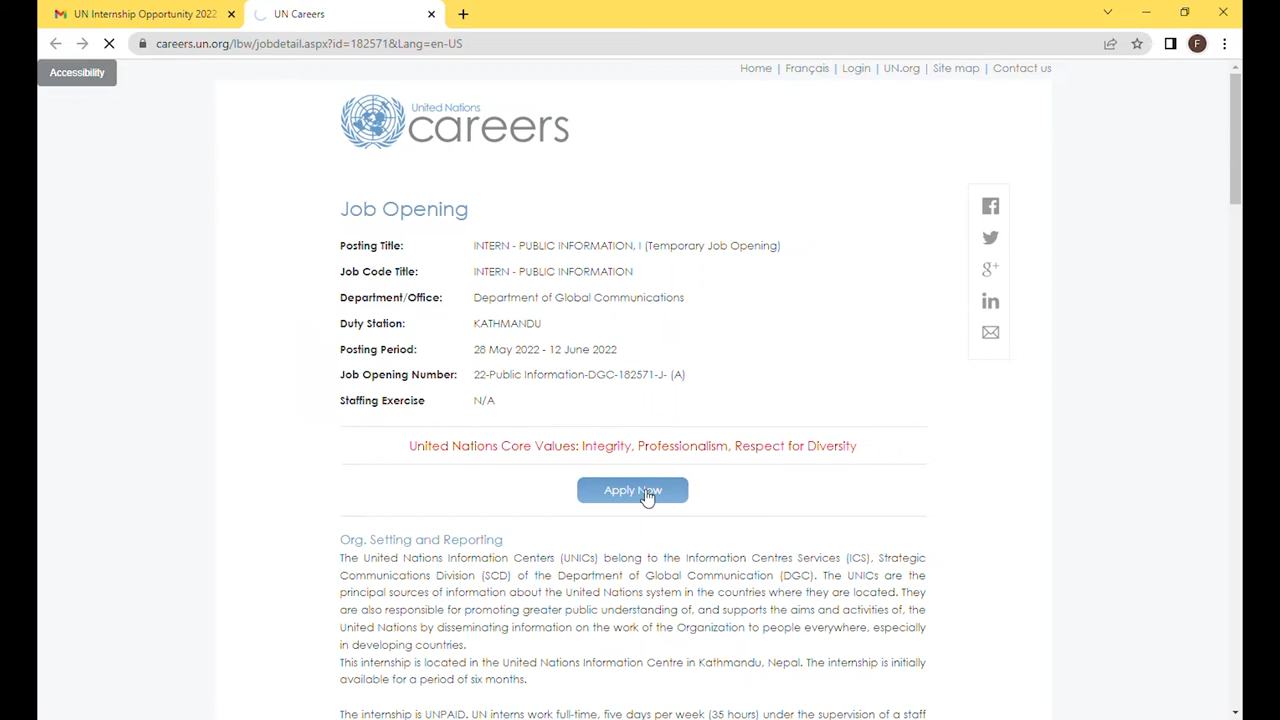 UN Internship Opportunity 2022
UN Careers
careers.un.org/lbw/jobdetail.aspx?id=182571&Lang=en-US
F
Accessibility
Home | Français | Login | UN.org | Site map | Contact us
United Nations
careers
Job Opening
Posting Title: INTERN - PUBLIC INFORMATION, I (Temporary Job Opening)
Job Code Title: INTERN - PUBLIC INFORMATION
Department/Office: Department of Global Communications
Duty Station: KATHMANDU
Posting Period: 28 May 2022 - 12 June 2022
Job Opening Number: 22-Public Information-DGC-182571-J- (A)
Staffing Exercise N/A
United Nations Core Values: Integrity, Professionalism, Respect for Diversity
Apply Now
Org. Setting and Reporting
The United Nations Information Centers (UNICs) belong to the Information Centres Services (ICS), Strategic
Communications Division (SCD) of the Department of Global Communication (DGC). The UNICs are the
principal sources of information about the United Nations system in the countries where they are located. They
are also responsible for promoting greater public understanding of, and supports the aims and activities of, the
United Nations by disseminating information on the work of the Organization to people everywhere, especially
in developing countries.
This internship is located in the United Nations Information Centre in Kathmandu, Nepal. The internship is initially
available for a period of six months.
The internship is UNPAID. UN interns work full-time, five days per week (35 hours) under the supervision of a staff